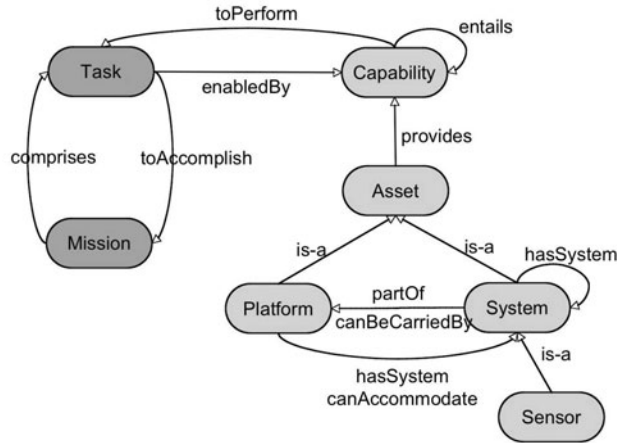 toPerform
entails
Task
Capability
enabledBy
provides
comprises
toAccomplish
Asset
Mission
is-a
is-a
hasSystem
Platform
partOf
canBeCarriedBy
System
hasSystem
canAccommodate
is-a
Sensor